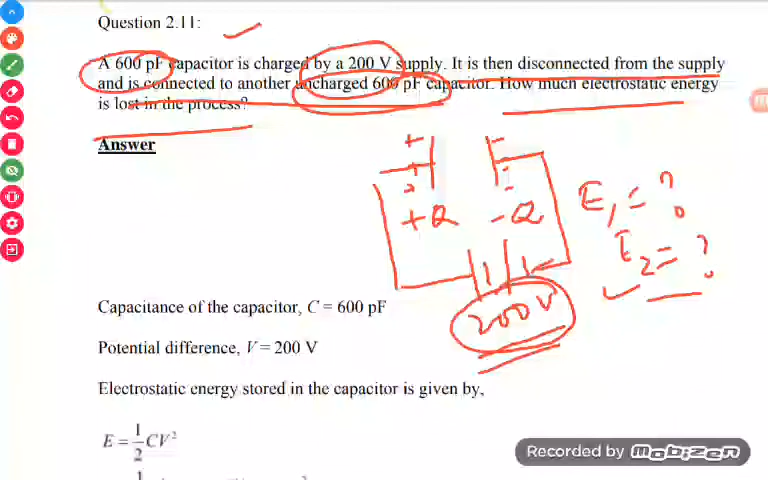 Question 2.11:
A 600 pF capacitor is charged by a 200 V supply. It is then disconnected from the supply
and is connected to another uncharged 600 pF capacitor. How much electrostatic energy
is lost in the process?
Answer
+ -
+ -
+ -
+Q -Q
E₁ = ?
E₂ = ?
200V
Capacitance of the capacitor, C = 600 pF
Potential difference, V = 200 V
Electrostatic energy stored in the capacitor is given by,
E = 1/2 CV²
1
Recorded by mobizen